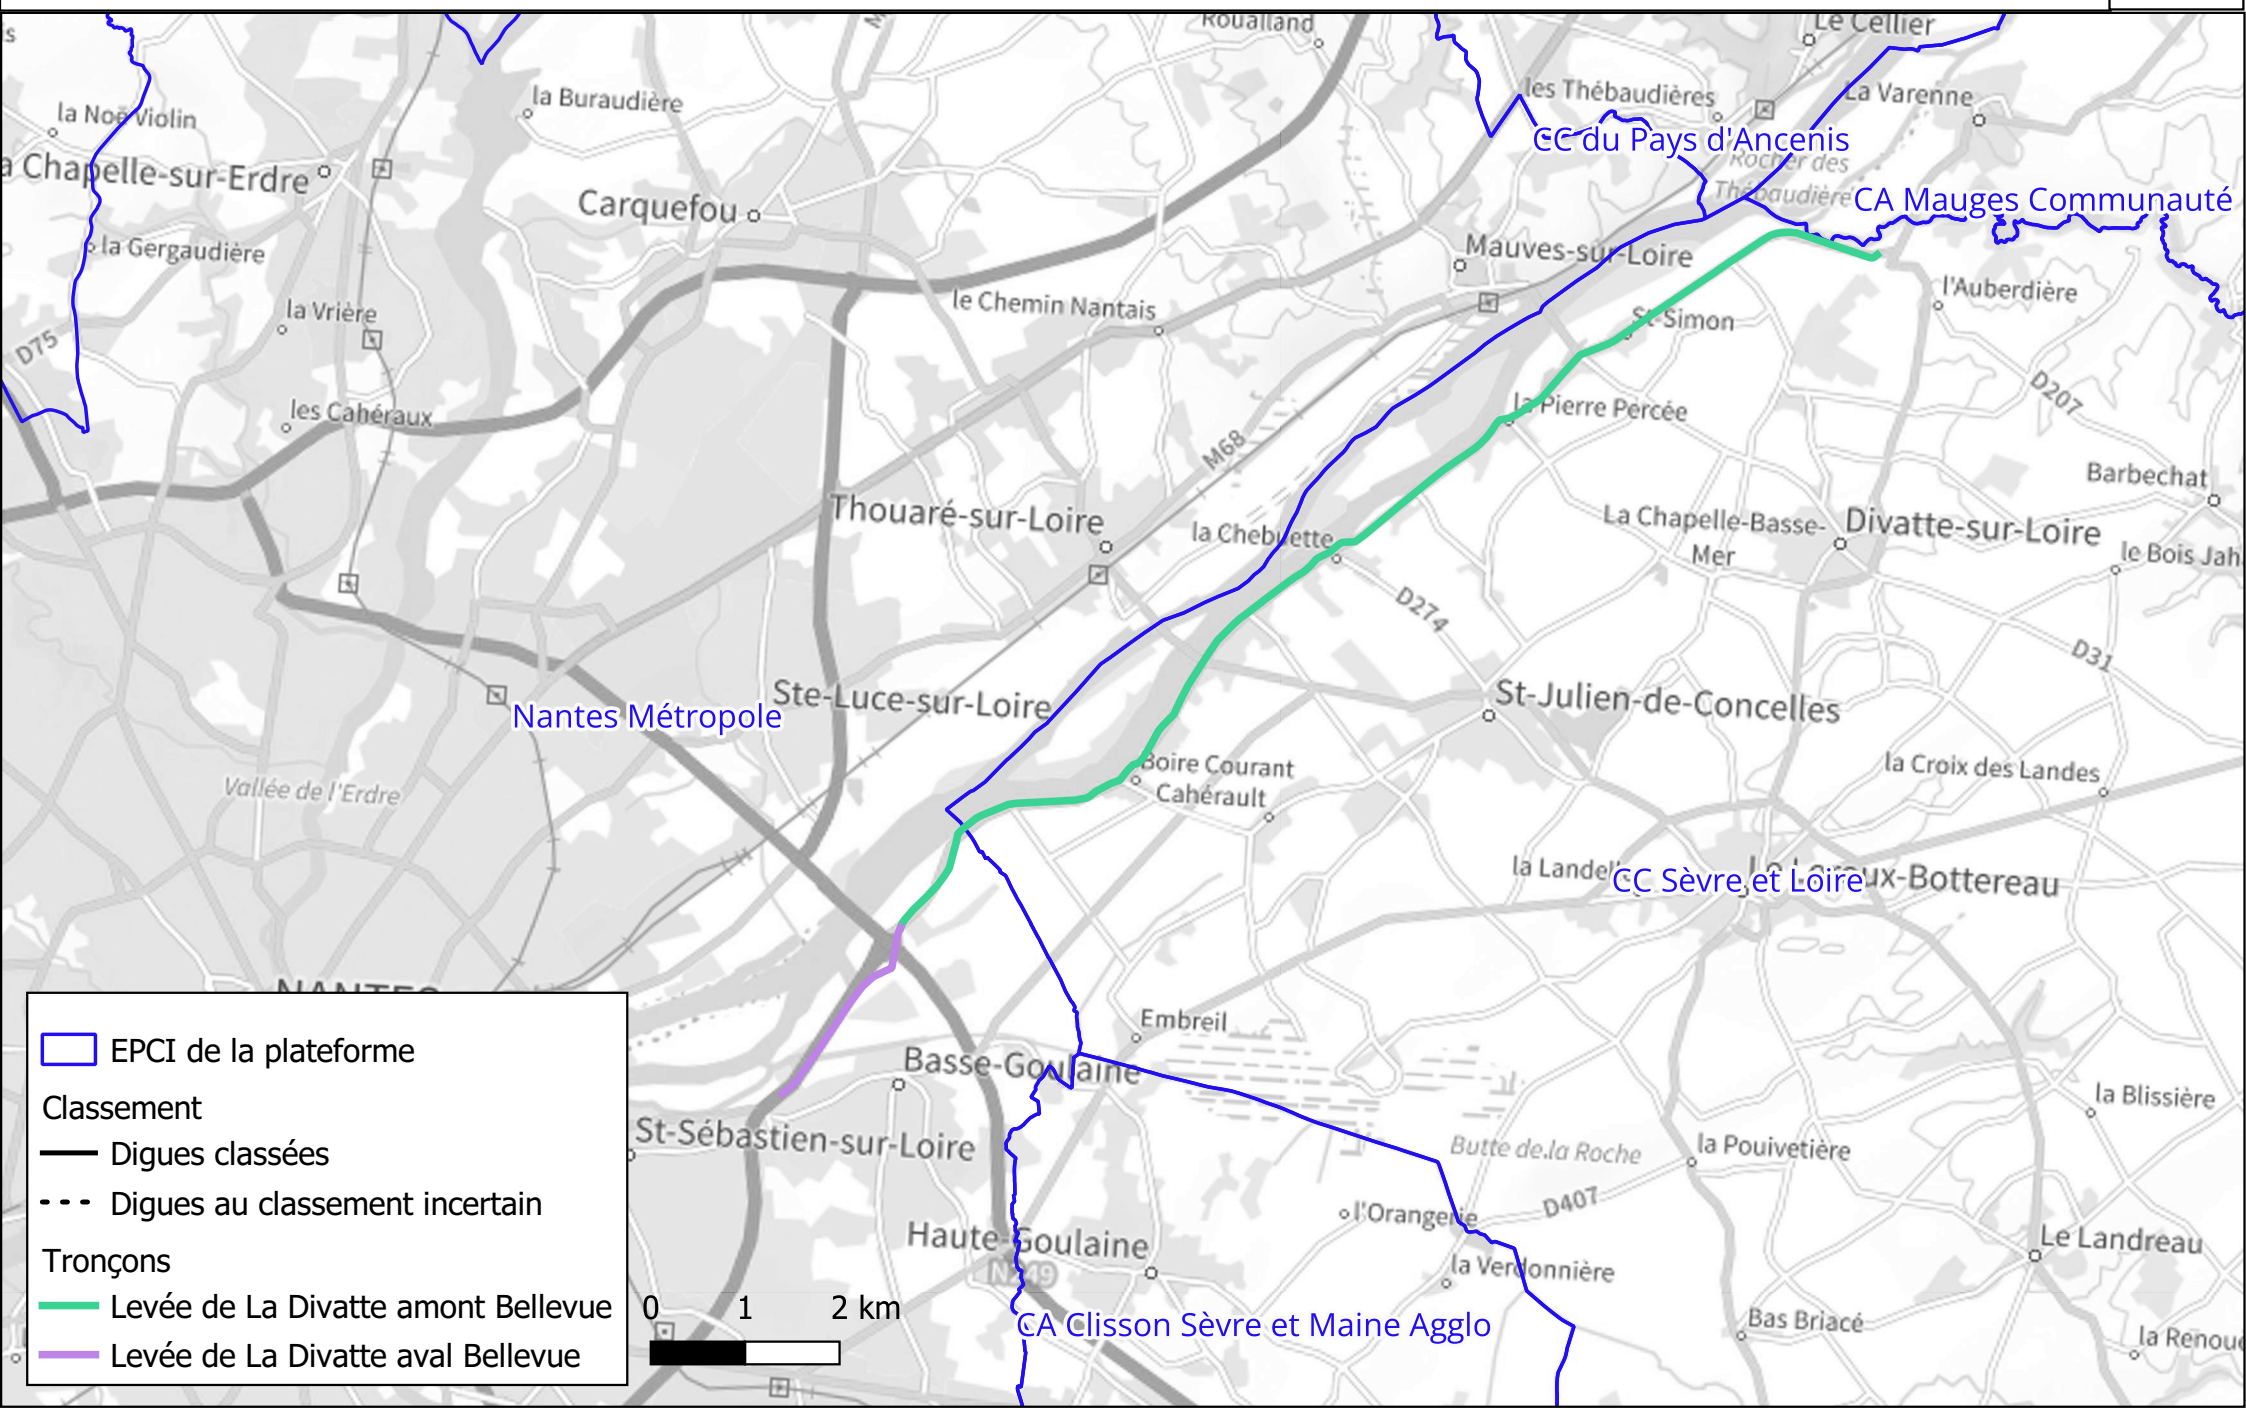 Roualland
Le Cellier
la Buraudière
les Thébaudières
La Varenne
la Noë Violin
CC du Pays d'Ancenis
Rocher des
Thébaudière
a Chapelle-sur-Erdre
Carquefou
CA Mauges Communauté
la Gergaudière
Mauves-sur-Loire
l'Auberdière
la Vrière
le Chemin Nantais
St-Simon
D75
D207
les Cahéraux
la Pierre Percée
M68
Barbechat
Thouaré-sur-Loire
la Chebuette
La Chapelle-Basse-
Mer
Divatte-sur-Loire
le Bois Jah
D274
D31
Ste-Luce-sur-Loire
St-Julien-de-Concelles
Nantes Métropole
Vallée de l'Erdre
Boire Courant
Cahérault
la Croix des Landes
la Landel
CC Sèvre et Loire
Le Loroux-Bottereau
NANTES
Embreil
Basse-Goulaine
la Blissière
St-Sébastien-sur-Loire
Butte de la Roche
la Pouivetière
l'Orangerie
D407
Haute-Goulaine
N249
la Verdonnière
Le Landreau
CA Clisson Sèvre et Maine Agglo
Bas Briacé
la Renoue
EPCI de la plateforme
Classement
Digues classées
Digues au classement incertain
Tronçons
Levée de La Divatte amont Bellevue
Levée de La Divatte aval Bellevue
0 1 2 km